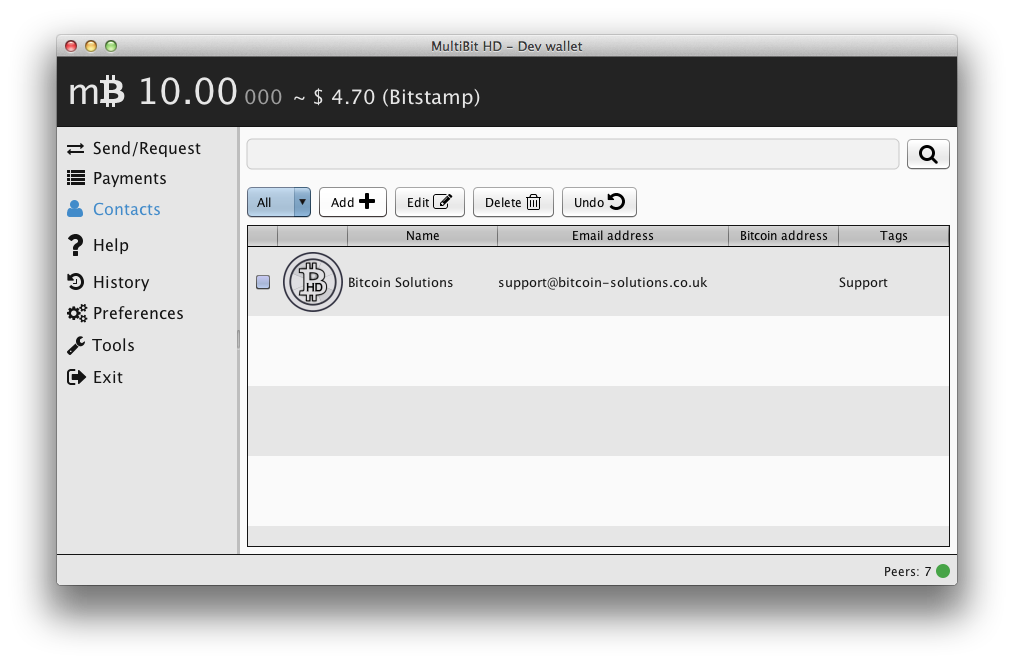 MultiBit HD – Dev wallet
m₿ 10.00 000 ~ $ 4.70 (Bitstamp)
Send/Request
Payments
Contacts
Help
History
Preferences
Tools
Exit
All Add Edit Delete Undo
Name Email address Bitcoin address Tags
HD Bitcoin Solutions support@bitcoin-solutions.co.uk Support
Peers: 7